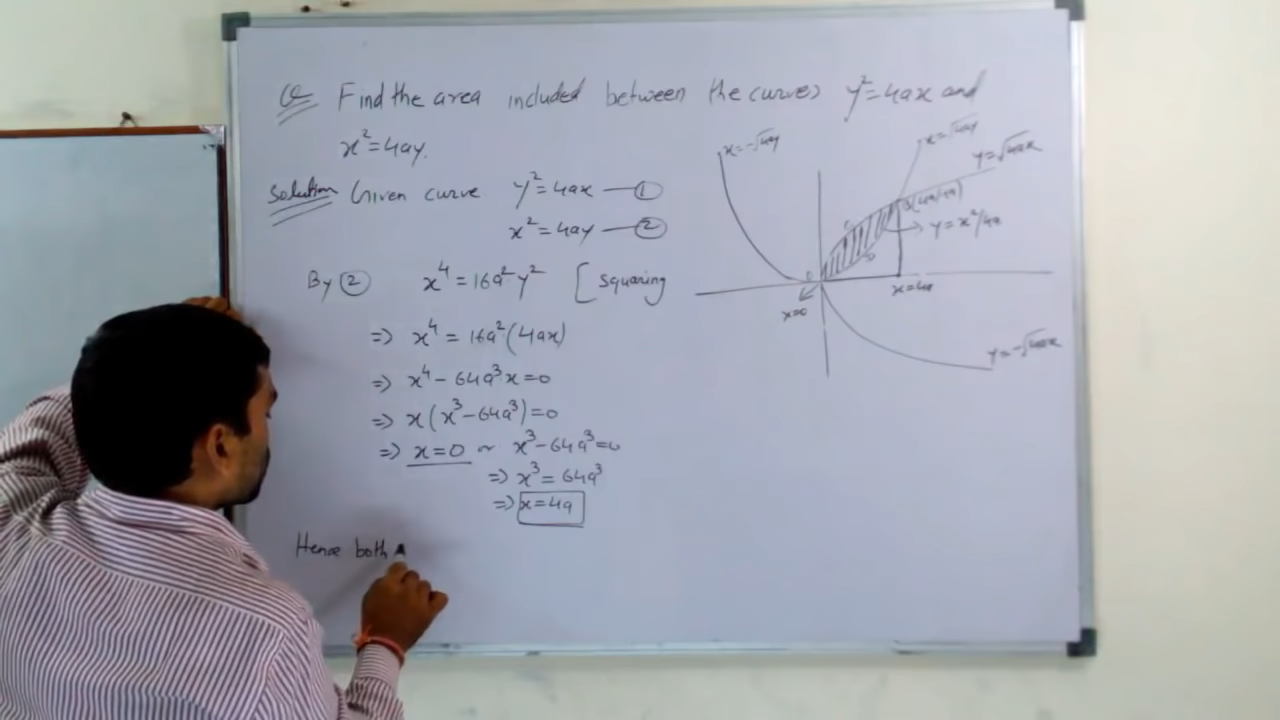 Q Find the area included between the curves y²=4ax and
x²=4ay.
Solution Given curve y²=4ax —①
x²=4ay —②
By ② x⁴=16a²y² [squaring
=> x⁴=16a²(4ax)
=> x⁴-64a³x=0
=> x(x³-64a³)=0
=> x=0 or x³-64a³=0
=> x³=64a³
=> x=4a
Hence both
x=-√4ay
x=√4ay
y=√4ax
B(4a,4a)
y=x²/4a
C
D
O
x=0
x=4a
y=-√4ax